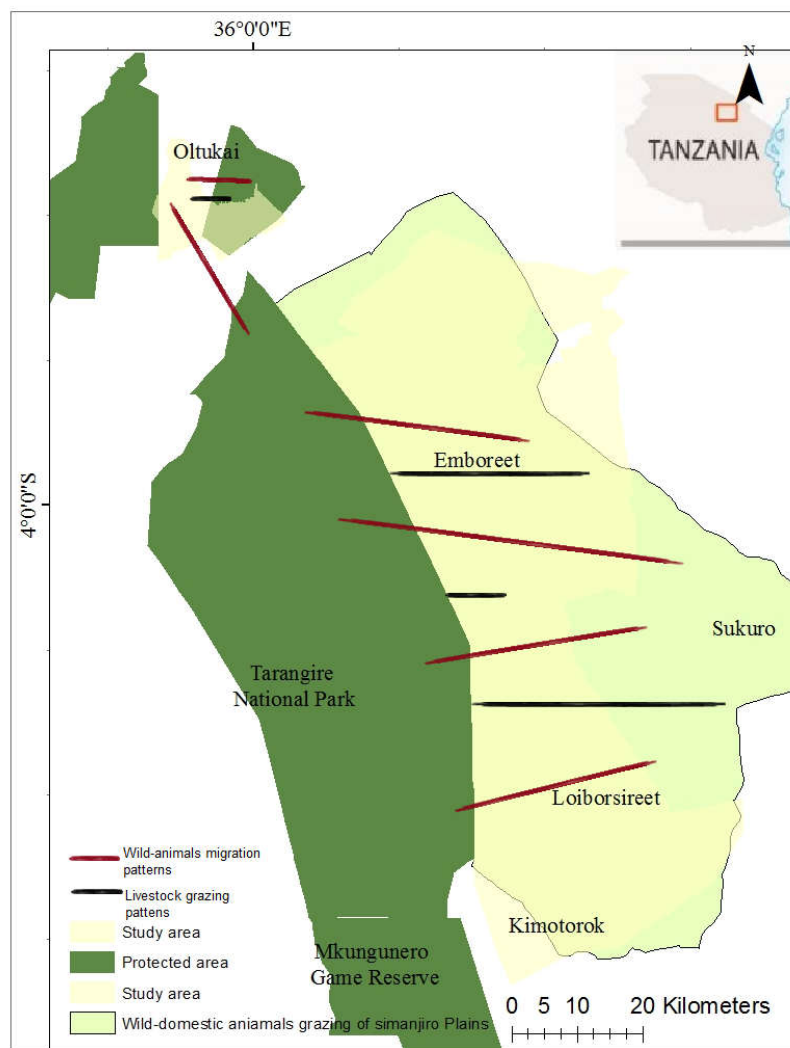 36°0'0"E
N
TANZANIA
Oltukai
Emboreet
4°0'0"S
Sukuro
Tarangire
National Park
Loiborsireet
Kimotorok
Mkungunero
Game Reserve
Wild-animals migration
patterns
Livestock grazing
pattens
Study area
Protected area
Study area
Wild-domestic aniamals grazing of simanjiro Plains
0 5 10 20 Kilometers